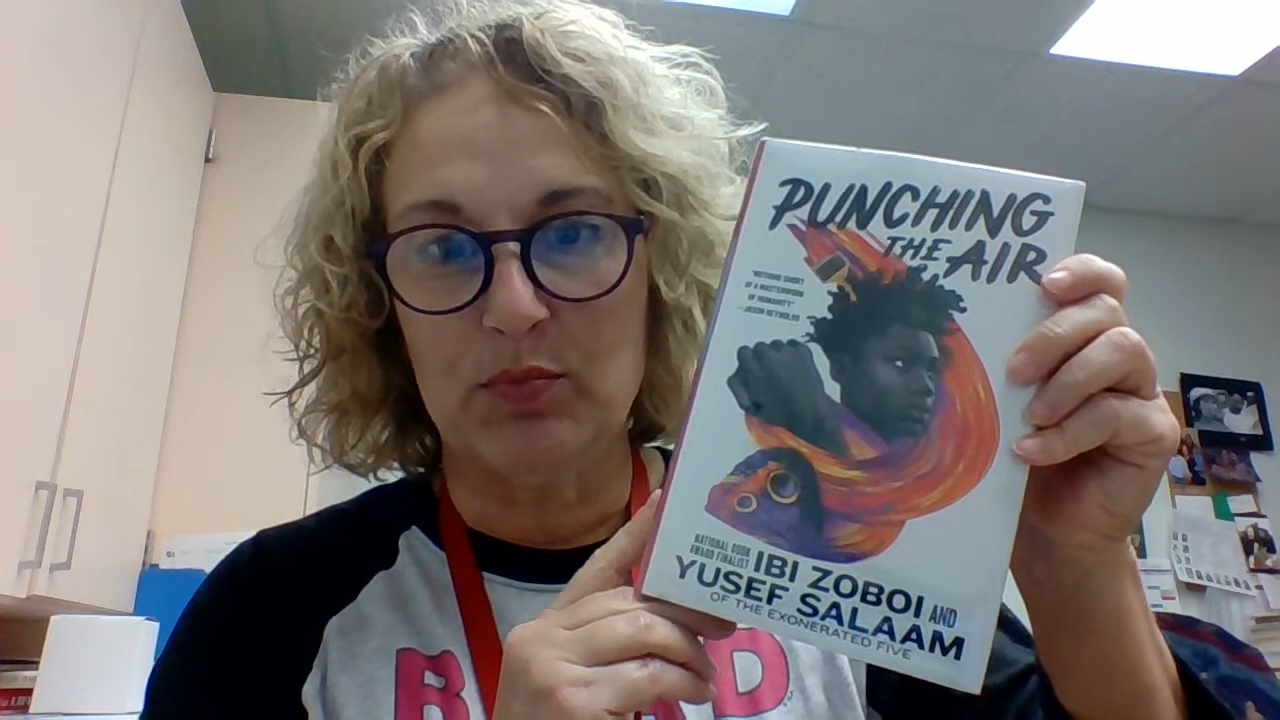 PUNCHING
THE AIR
"NOTHING SHORT
OF A MASTERWORK
OF HUMANITY."
—JASON REYNOLDS
NATIONAL BOOK
AWARD FINALIST IBI ZOBOI AND
YUSEF SALAAM
OF THE EXONERATED FIVE